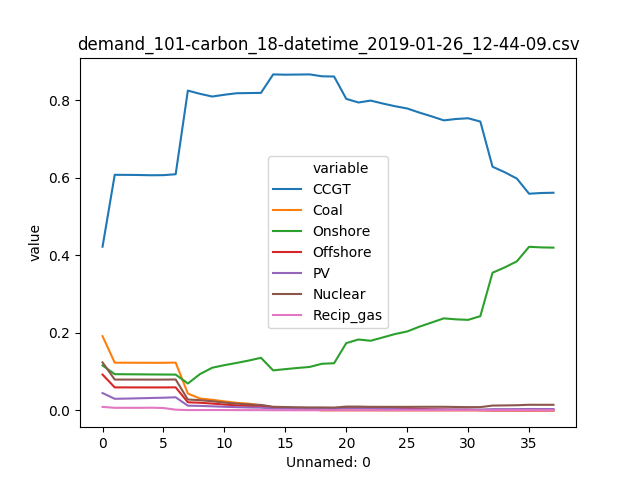 demand_101-carbon_18-datetime_2019-01-26_12-44-09.csv
value
0.8
0.6
0.4
0.2
0.0
variable
CCGT
Coal
Onshore
Offshore
PV
Nuclear
Recip_gas
0 5 10 15 20 25 30 35
Unnamed: 0